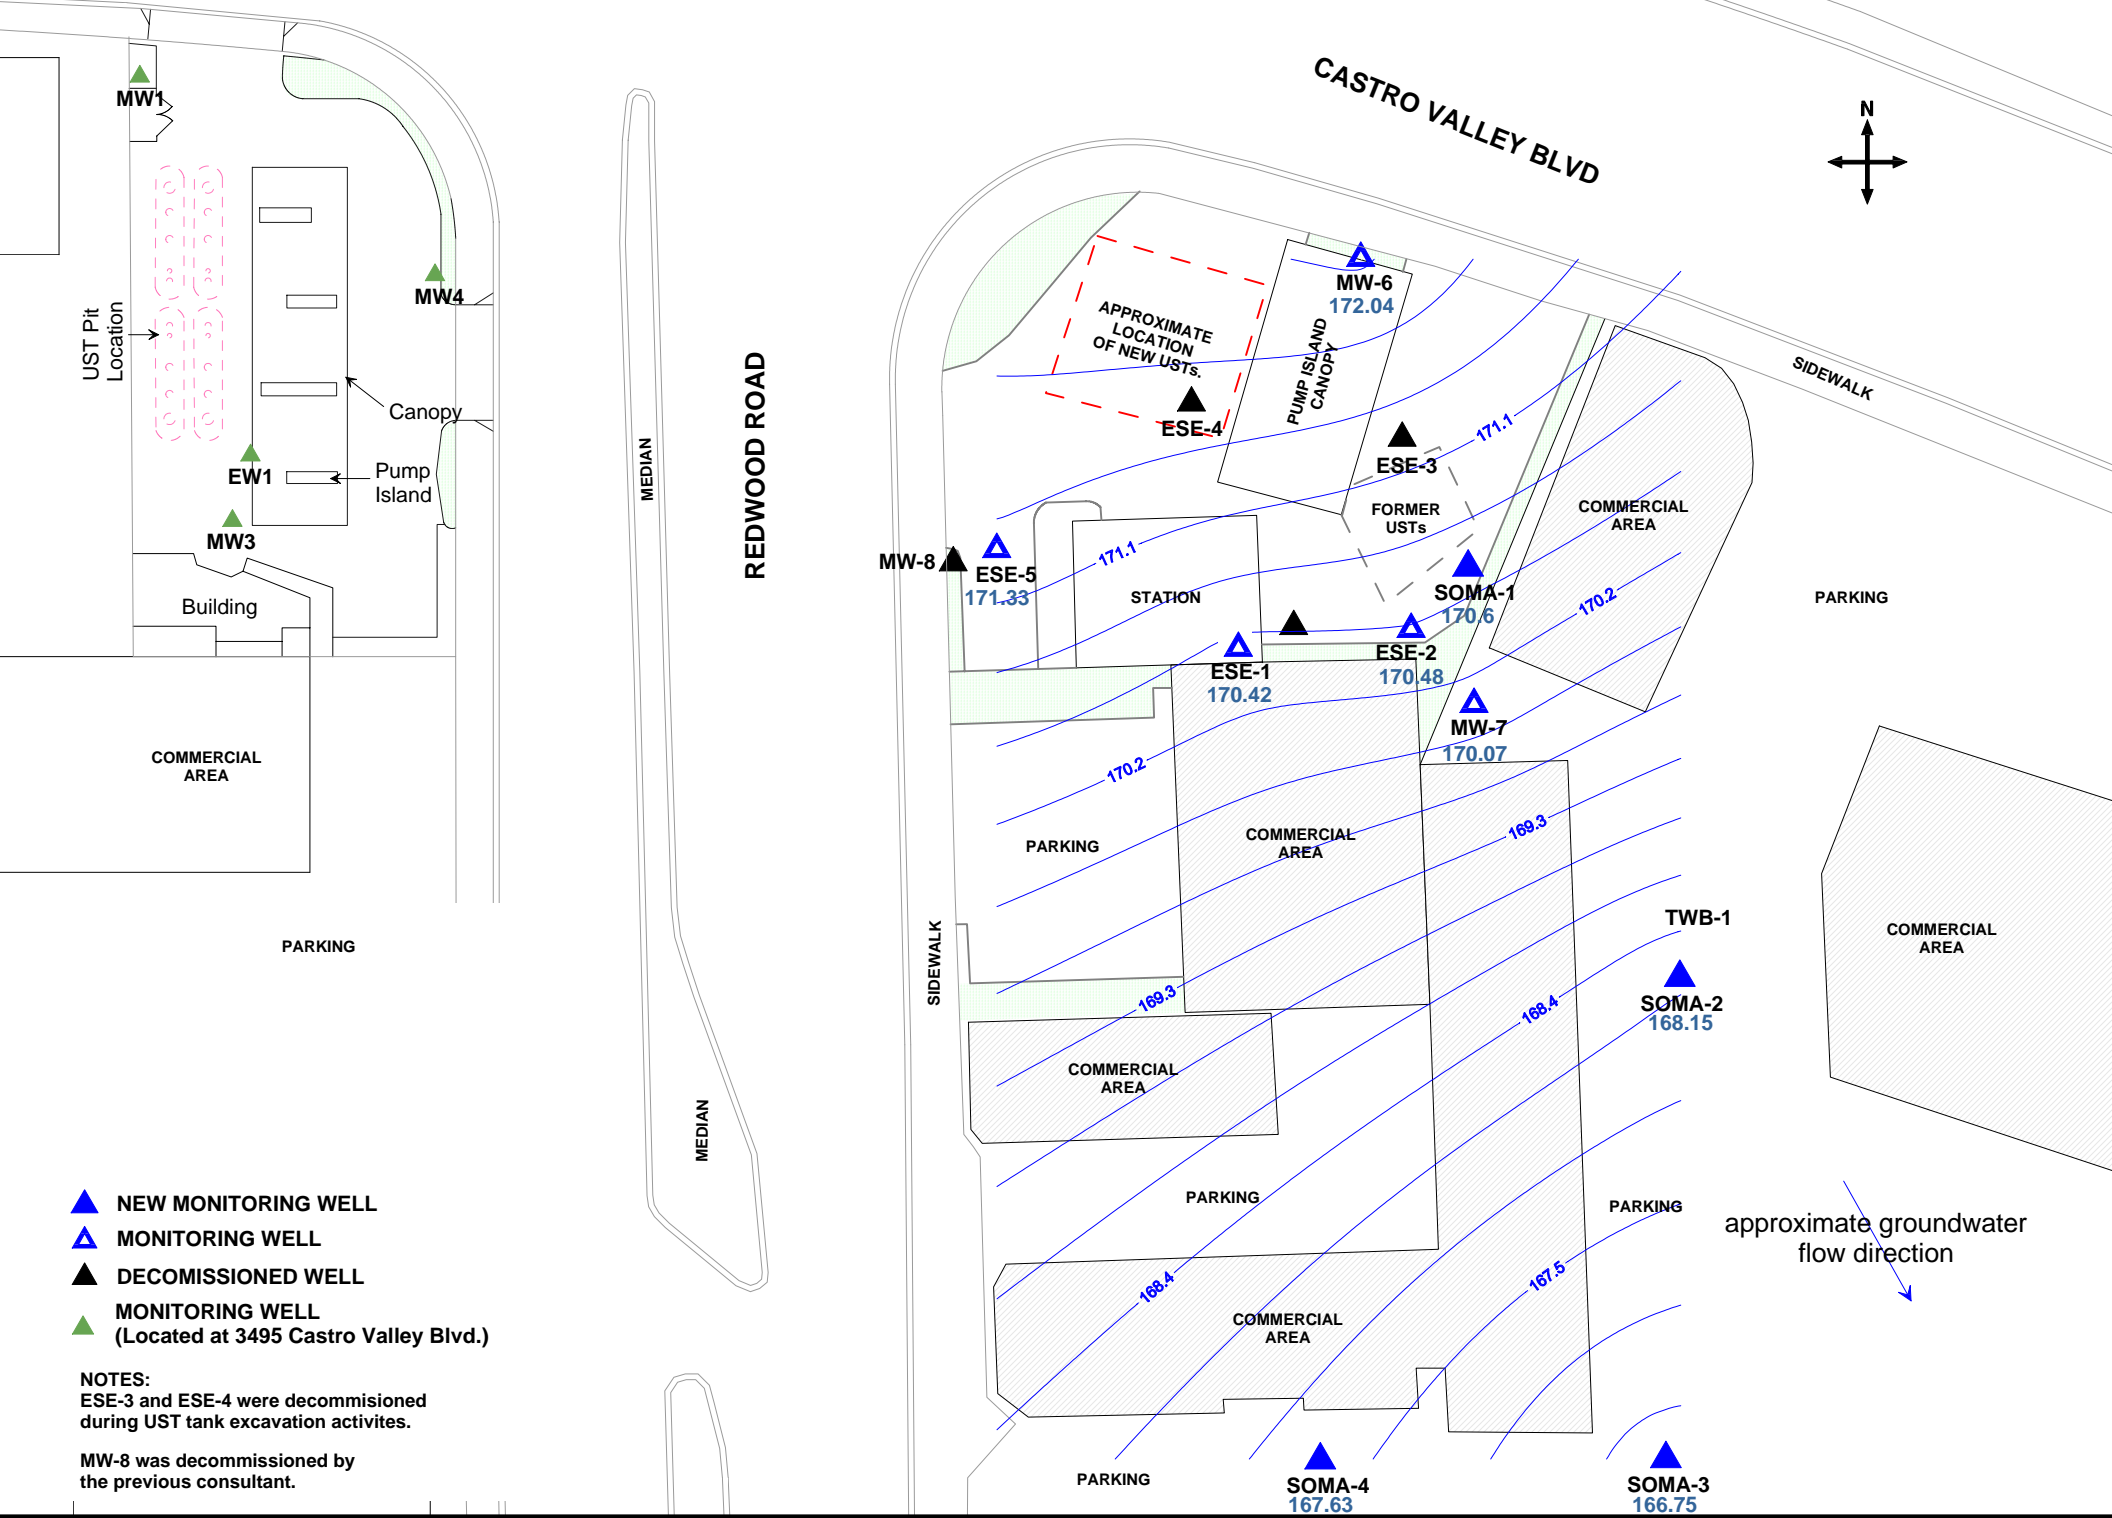 CASTRO VALLEY BLVD
N
MW1
MW4
UST Pit
Location
Canopy
EW1
Pump
Island
MW3
Building
COMMERCIAL
AREA
PARKING
MEDIAN
REDWOOD ROAD
MEDIAN
SIDEWALK
MW-6
172.04
APPROXIMATE
LOCATION
OF NEW USTs.
PUMP ISLAND
CANOPY
SIDEWALK
ESE-4
ESE-3
171.1
FORMER
USTs
COMMERCIAL
AREA
MW-8
ESE-5
171.33
171.1
STATION
SOMA-1
170.6
170.2
PARKING
ESE-1
170.42
ESE-2
170.48
MW-7
170.07
170.2
PARKING
COMMERCIAL
AREA
169.3
TWB-1
COMMERCIAL
AREA
169.3
168.4
SOMA-2
168.15
COMMERCIAL
AREA
PARKING
PARKING
approximate groundwater
flow direction
168.4
167.5
COMMERCIAL
AREA
PARKING
SOMA-4
167.63
SOMA-3
166.75
NEW MONITORING WELL
MONITORING WELL
DECOMISSIONED WELL
MONITORING WELL
(Located at 3495 Castro Valley Blvd.)
NOTES:
ESE-3 and ESE-4 were decommisioned
during UST tank excavation activites.
MW-8 was decommissioned by
the previous consultant.